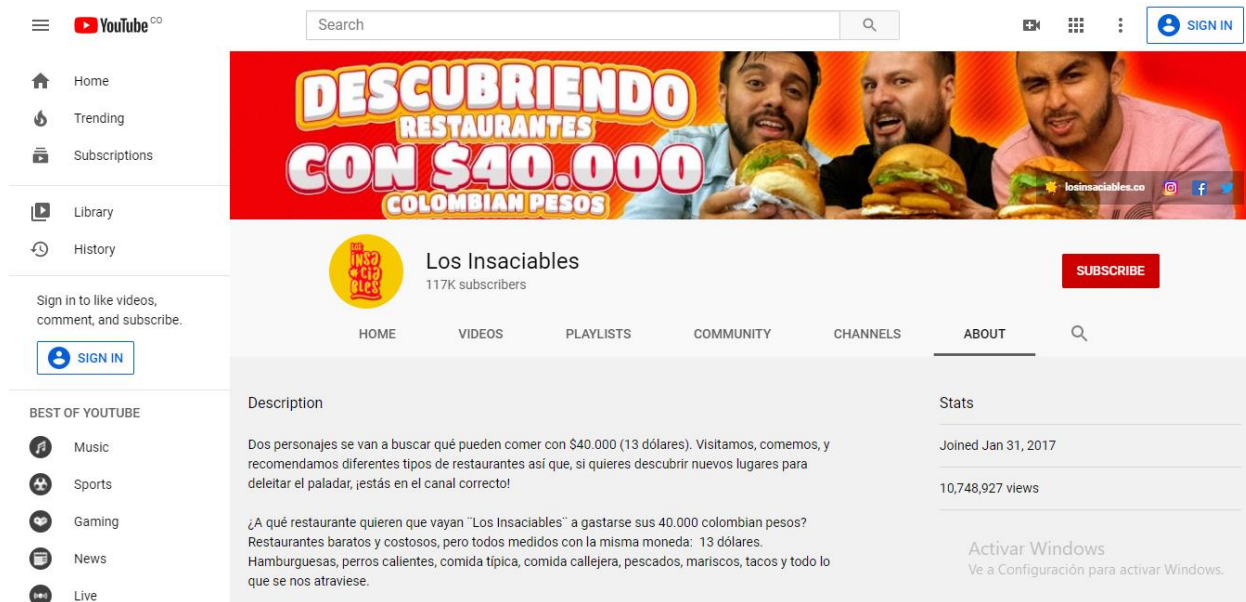 YouTube CO
Search
SIGN IN
Home
Trending
Subscriptions
Library
History
Sign in to like videos,
comment, and subscribe.
SIGN IN
BEST OF YOUTUBE
Music
Sports
Gaming
News
Live
DESCUBRIENDO
RESTAURANTES
CON $40.000
COLOMBIAN PESOS
losinsaciables.co
LOS
INSA
CIA
BLES
Los Insaciables
117K subscribers
SUBSCRIBE
HOME
VIDEOS
PLAYLISTS
COMMUNITY
CHANNELS
ABOUT
Description
Dos personajes se van a buscar qué pueden comer con $40.000 (13 dólares). Visitamos, comemos, y
recomendamos diferentes tipos de restaurantes así que, si quieres descubrir nuevos lugares para
deleitar el paladar, ¡estás en el canal correcto!
¿A qué restaurante quieren que vayan ¨Los Insaciables¨ a gastarse sus 40.000 colombian pesos?
Restaurantes baratos y costosos, pero todos medidos con la misma moneda:  13 dólares.
Hamburguesas, perros calientes, comida típica, comida callejera, pescados, mariscos, tacos y todo lo
que se nos atraviese.
Stats
Joined Jan 31, 2017
10,748,927 views
Activar Windows
Ve a Configuración para activar Windows.